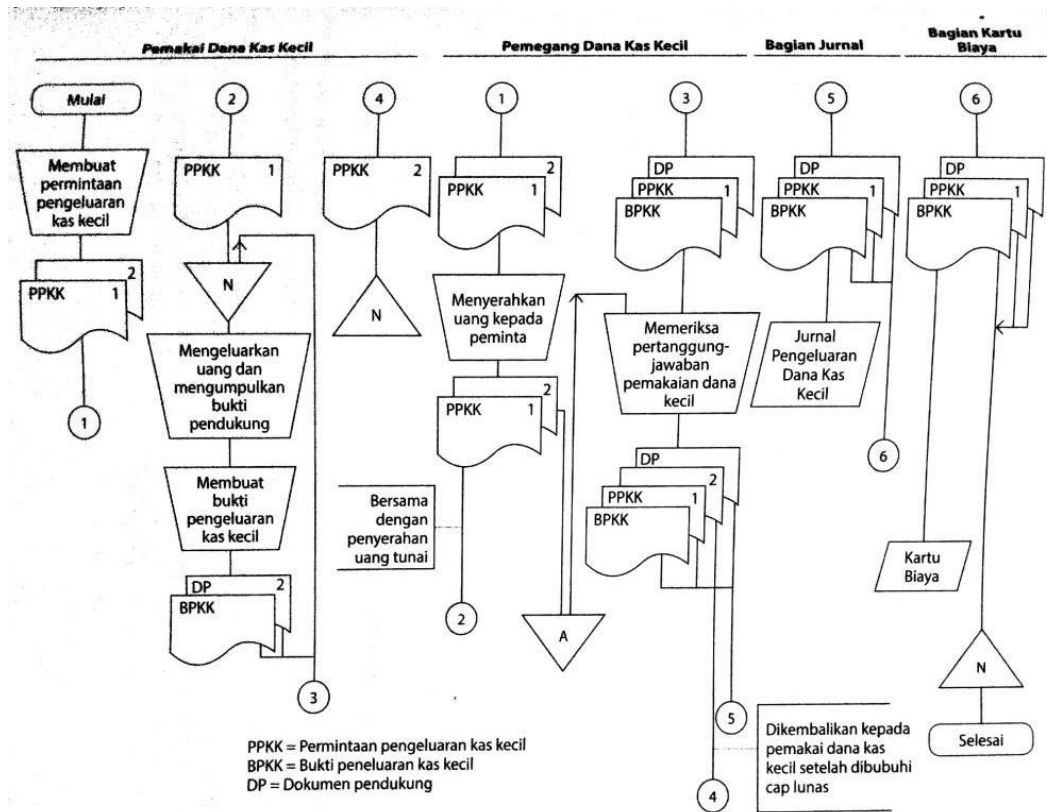 Pemakai Dana Kas Kecil
Pemegang Dana Kas Kecil
Bagian Jurnal
Bagian Kartu
Biaya
Mulai
Membuat
permintaan
pengeluaran
kas kecil
2
PPKK 1
1
2
PPKK 1
N
Mengeluarkan
uang dan
mengumpulkan
bukti
pendukung
Membuat
bukti
pengeluaran
kas kecil
2
DP
BPKK
3
4
PPKK 2
N
1
2
PPKK 1
Menyerahkan
uang kepada
peminta
2
PPKK 1
Bersama
dengan
penyerahan
uang tunai
2
A
3
DP
PPKK 1
BPKK
Memeriksa
pertanggung-
jawaban
pemakaian dana
kecil
DP
2
PPKK 1
BPKK
5
4
Dikembalikan kepada
pemakai dana kas
kecil setelah dibubuhi
cap lunas
5
DP
PPKK 1
BPKK
Jurnal
Pengeluaran
Dana Kas
Kecil
6
6
DP
PPKK 1
BPKK
Kartu
Biaya
N
Selesai
PPKK = Permintaan pengeluaran kas kecil
BPKK = Bukti peneluaran kas kecil
DP = Dokumen pendukung